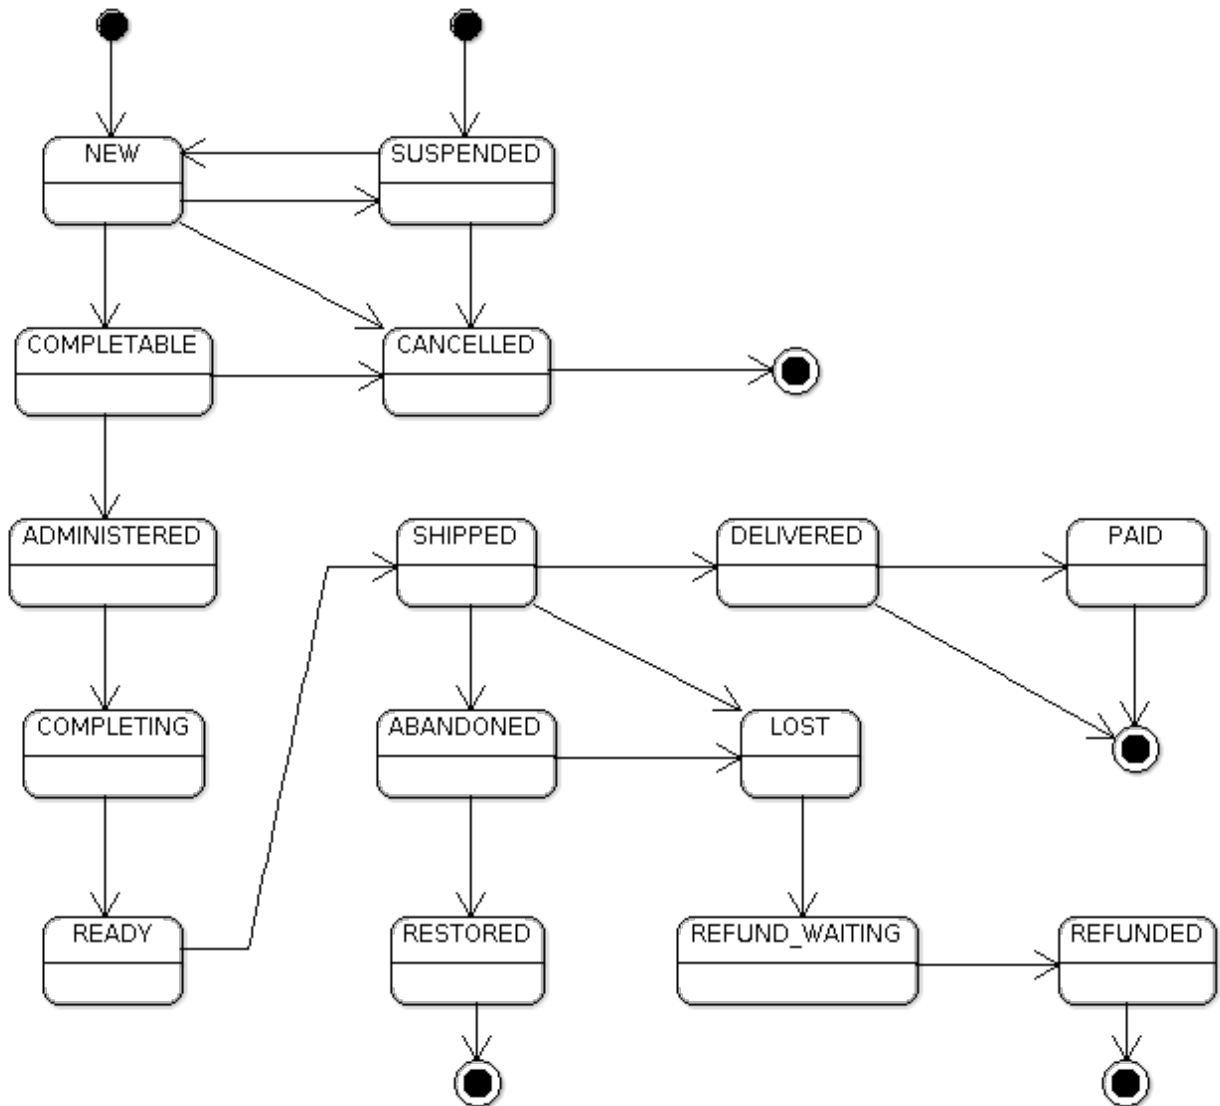 NEW
SUSPENDED
COMPLETABLE
CANCELLED
ADMINISTERED
SHIPPED
DELIVERED
PAID
COMPLETING
ABANDONED
LOST
READY
RESTORED
REFUND_WAITING
REFUNDED